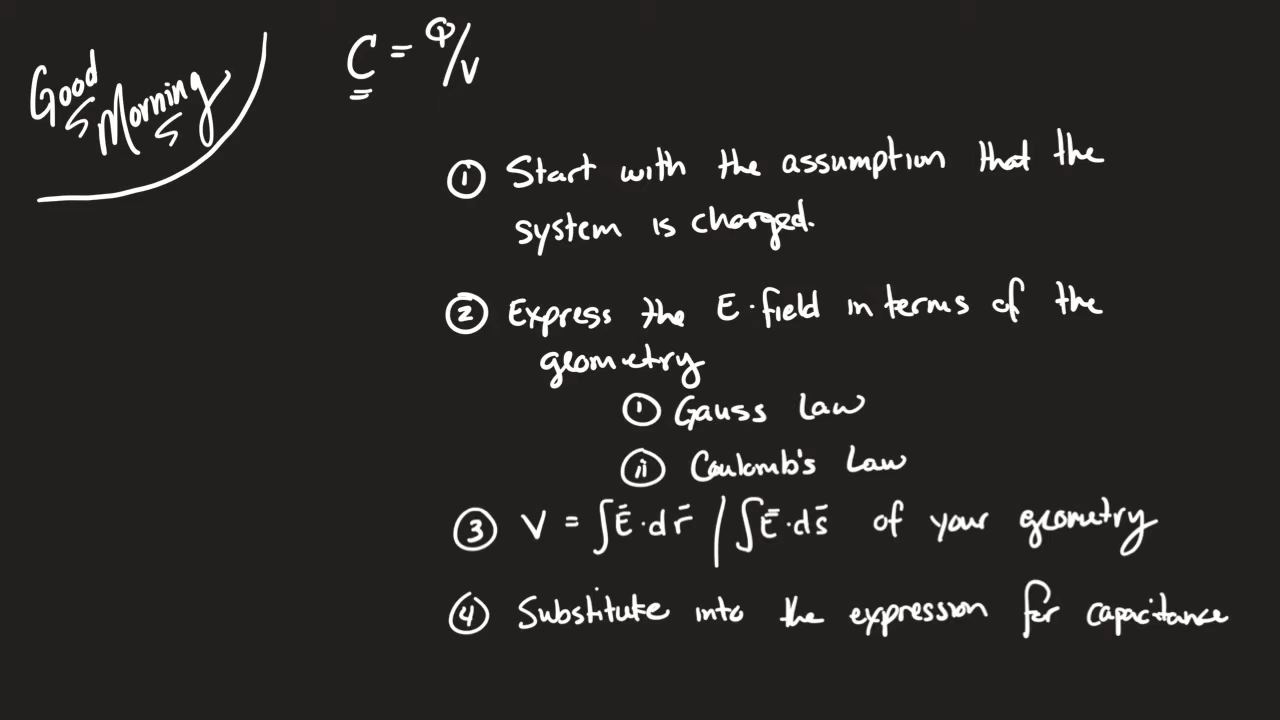 Good
Morning
C = Q/V
① Start with the assumption that the
system is charged.
② Express the E-field in terms of the
geometry
ⓘ Gauss Law
ⓘⓘ Coulomb's Law
③ V = ∫E̅·dr̅ / ∫E̅·ds̅ of your geometry
④ Substitute into the expression for capacitance